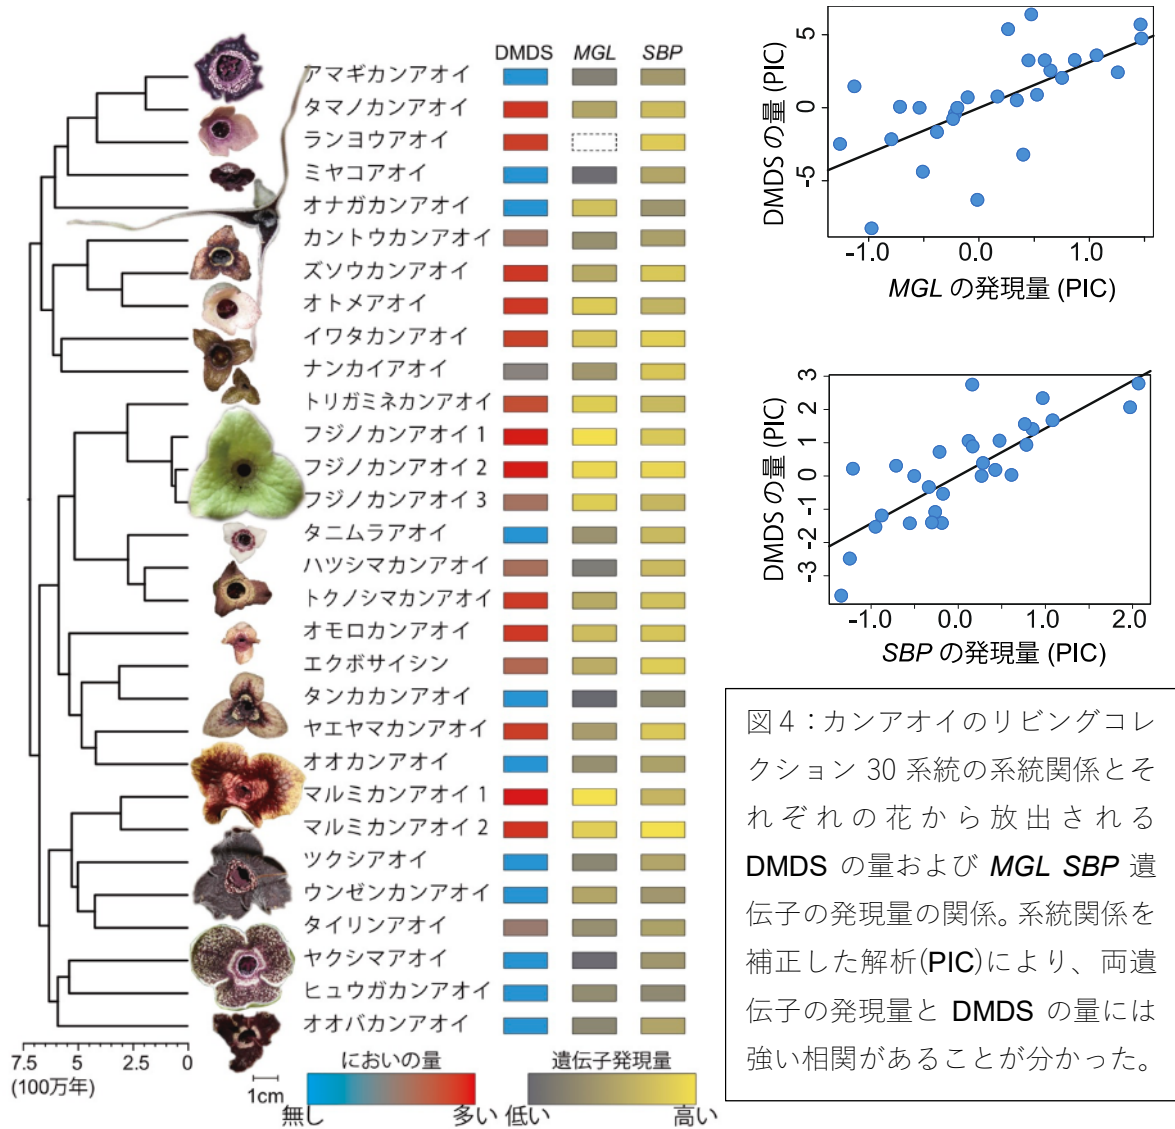 DMDS MGL SBP
アマギカンアオイ
タマノカンアオイ
ランヨウアオイ
ミヤコアオイ
オナガカンアオイ
カントウカンアオイ
ズソウカンアオイ
オトメアオイ
イワタカンアオイ
ナンカイアオイ
トリガミネカンアオイ
フジノカンアオイ 1
フジノカンアオイ 2
フジノカンアオイ 3
タニムラアオイ
ハツシマカンアオイ
トクノシマカンアオイ
オモロカンアオイ
エクボサイシン
タンカカンアオイ
ヤエヤマカンアオイ
オオカンアオイ
マルミカンアオイ 1
マルミカンアオイ 2
ツクシアオイ
ウンゼンカンアオイ
タイリンアオイ
ヤクシマアオイ
ヒュウガカンアオイ
オオバカンアオイ
7.5 5 2.5 0
(100万年)
1cm
においの量
無し 多い
遺伝子発現量
低い 高い
DMDS の量 (PIC)
5
0
-5
-1.0 0.0 1.0
MGL の発現量 (PIC)
DMDS の量 (PIC)
3
2
1
0
-1
-2
-3
-1.0 0.0 1.0 2.0
SBP の発現量 (PIC)
図4：カンアオイのリビングコレ
クション 30 系統の系統関係とそ
れぞれの花から放出される
DMDS の量および MGL SBP 遺
伝子の発現量の関係。系統関係を
補正した解析(PIC)により、両遺
伝子の発現量と DMDS の量には
強い相関があることが分かった。